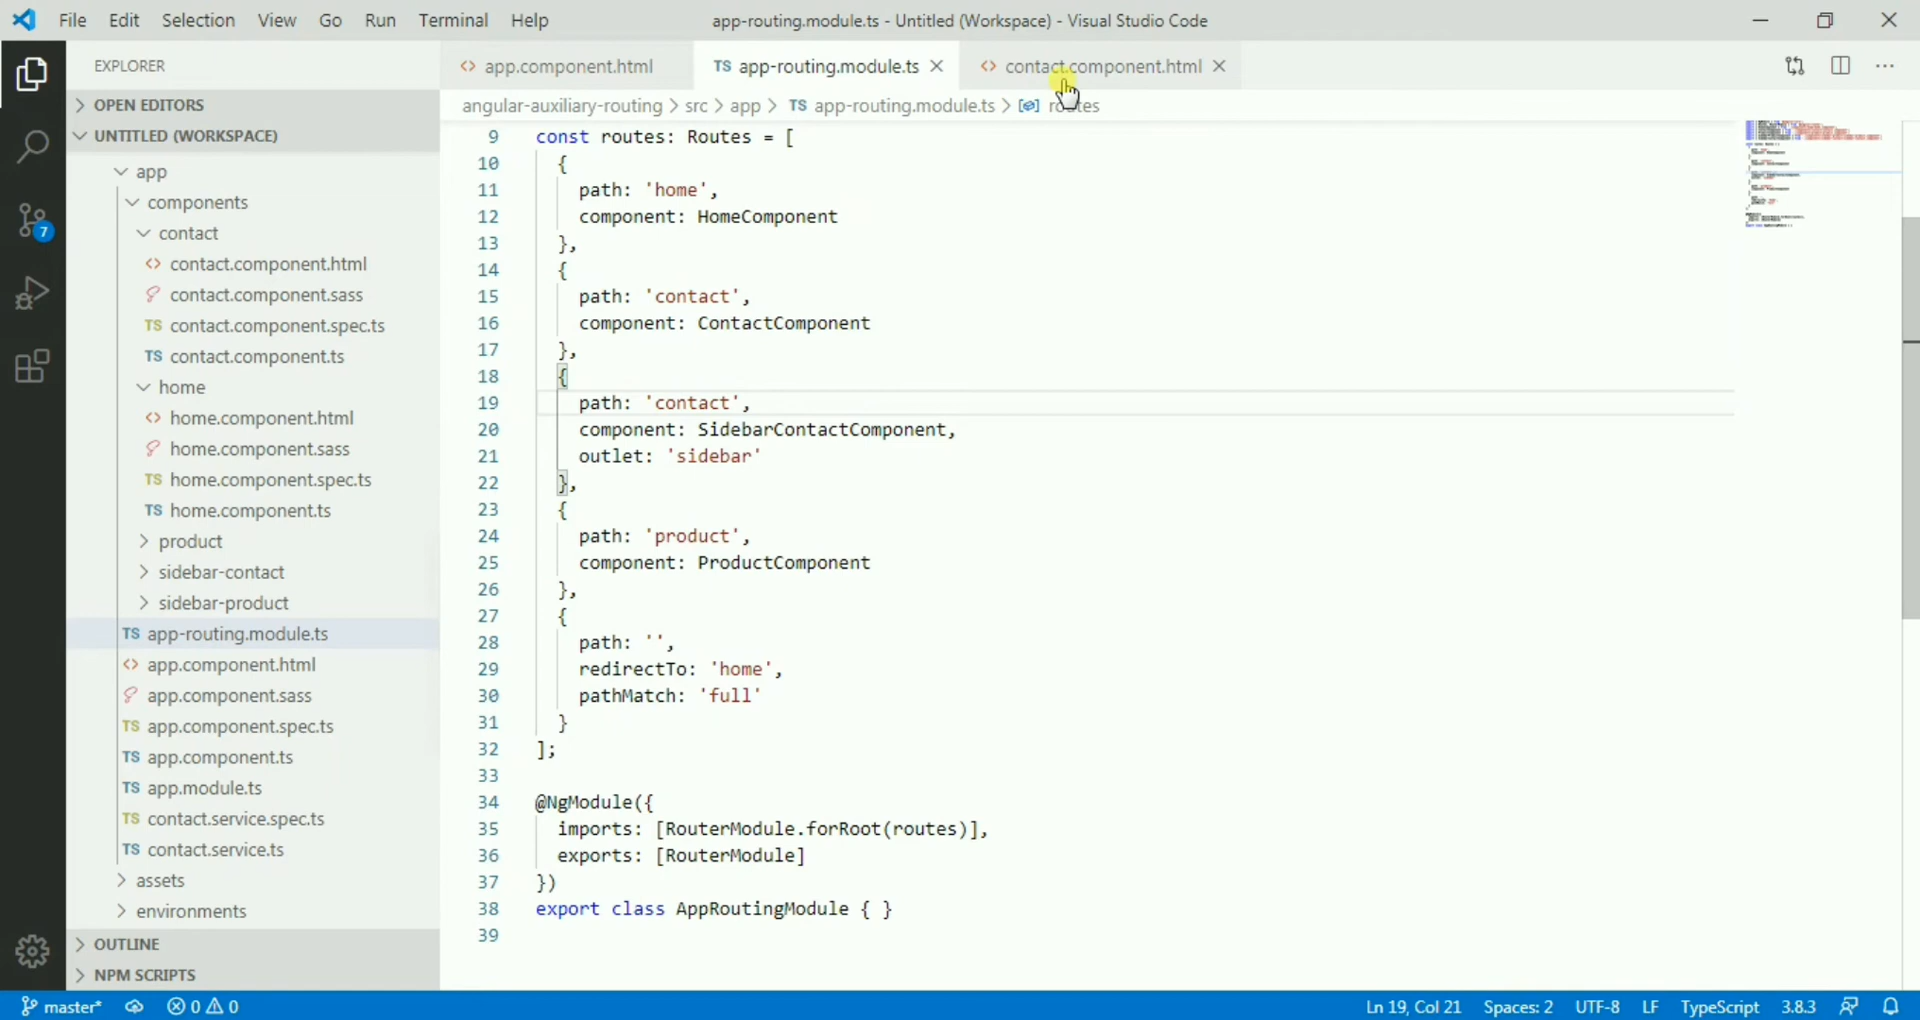 File Edit Selection View Go Run Terminal Help
app-routing.module.ts - Untitled (Workspace) - Visual Studio Code
EXPLORER
OPEN EDITORS
UNTITLED (WORKSPACE)
app
components
contact
contact.component.html
contact.component.sass
TS contact.component.spec.ts
TS contact.component.ts
home
home.component.html
home.component.sass
TS home.component.spec.ts
TS home.component.ts
product
sidebar-contact
sidebar-product
TS app-routing.module.ts
app.component.html
app.component.sass
TS app.component.spec.ts
TS app.component.ts
TS app.module.ts
TS contact.service.spec.ts
TS contact.service.ts
assets
environments
OUTLINE
NPM SCRIPTS
7
<> app.component.html TS app-routing.module.ts <> contact.component.html
angular-auxiliary-routing > src > app > TS app-routing.module.ts > routes
9 const routes: Routes = [
10 {
11 path: 'home',
12 component: HomeComponent
13 },
14 {
15 path: 'contact',
16 component: ContactComponent
17 },
18 {
19 path: 'contact',
20 component: SidebarContactComponent,
21 outlet: 'sidebar'
22 },
23 {
24 path: 'product',
25 component: ProductComponent
26 },
27 {
28 path: '',
29 redirectTo: 'home',
30 pathMatch: 'full'
31 }
32 ];
33
34 @NgModule({
35 imports: [RouterModule.forRoot(routes)],
36 exports: [RouterModule]
37 })
38 export class AppRoutingModule { }
39
master* 0 0 Ln 19, Col 21 Spaces: 2 UTF-8 LF TypeScript 3.8.3